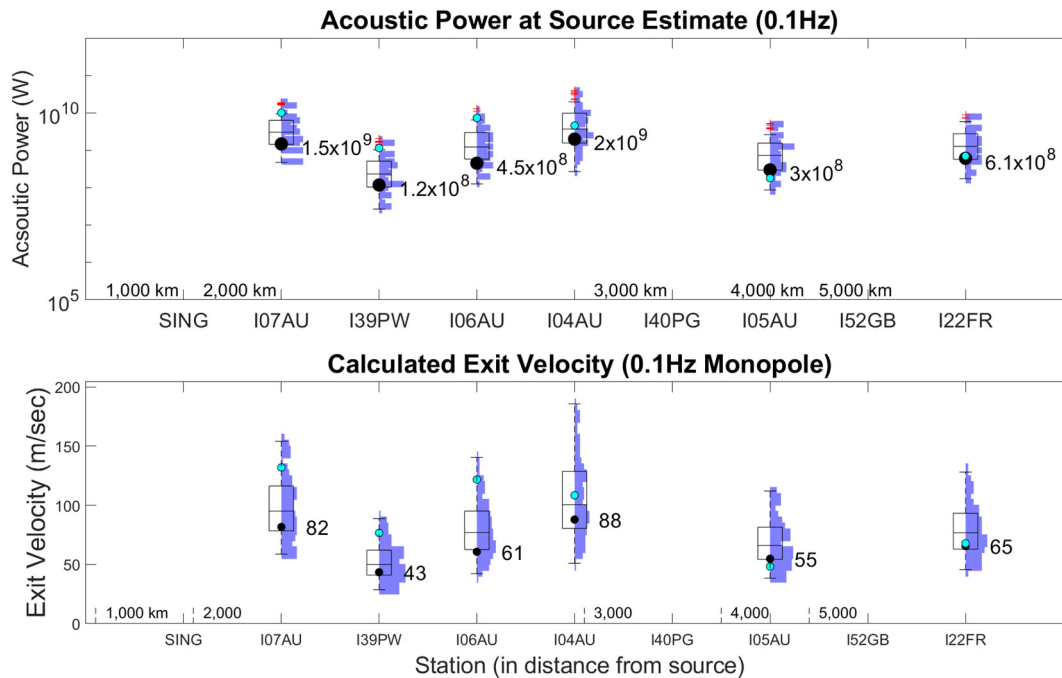 Acoustic Power at Source Estimate (0.1Hz)
Acsoutic Power (W)
10^10
10^5
1.5x10^9
1.2x10^8
4.5x10^8
2x10^9
3x10^8
6.1x10^8
1,000 km 2,000 km 3,000 km 4,000 km 5,000 km
SING I07AU I39PW I06AU I04AU I40PG I05AU I52GB I22FR
Calculated Exit Velocity (0.1Hz Monopole)
Exit Velocity (m/sec)
200
150
100
50
0
82
43
61
88
55
65
1,000 km 2,000 3,000 4,000 5,000
SING I07AU I39PW I06AU I04AU I40PG I05AU I52GB I22FR
Station (in distance from source)